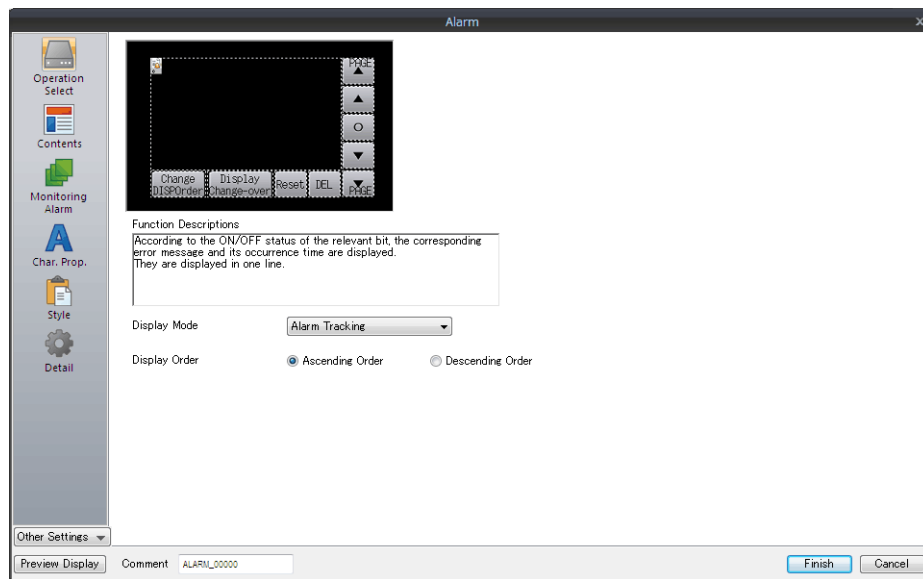 Alarm
Operation
Select
Contents
Monitoring
Alarm
Char. Prop.
Style
Detail
Other Settings
Preview Display
PAGE
Change
DISPOrder
Display
Change-over
Reset
DEL
PAGE
Function Descriptions
According to the ON/OFF status of the relevant bit, the corresponding
error message and its occurrence time are displayed.
They are displayed in one line.
Display Mode
Alarm Tracking
Display Order
Ascending Order
Descending Order
Comment
ALARM_00000
Finish
Cancel